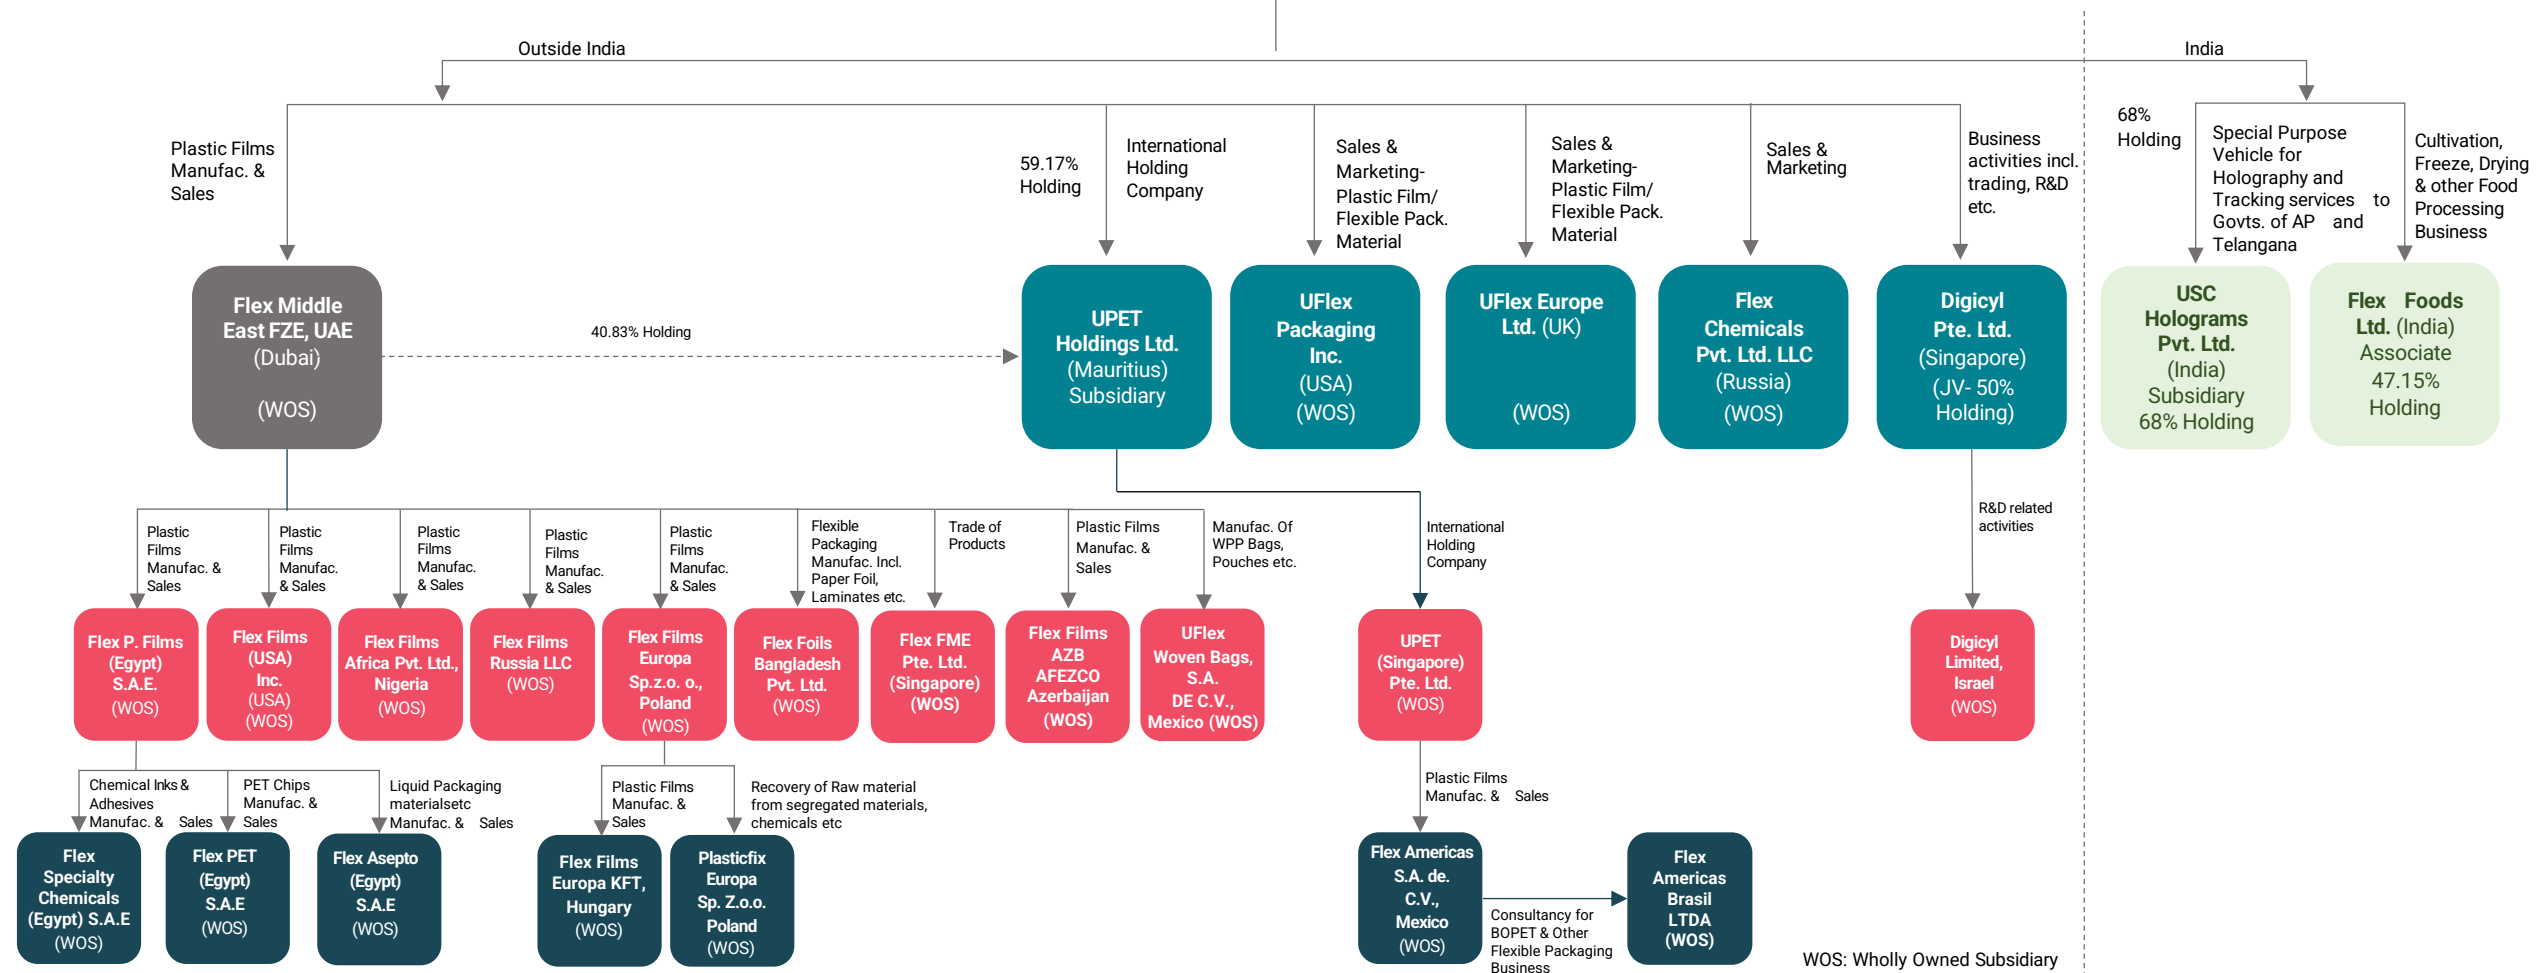 Outside India
India
Plastic Films
Manufac. &
Sales
59.17%
Holding
International
Holding
Company
Sales &
Marketing-
Plastic Film/
Flexible Pack.
Material
Sales &
Marketing-
Plastic Film/
Flexible Pack.
Material
Sales &
Marketing
Business
activities incl.
trading, R&D
etc.
68%
Holding
Special Purpose
Vehicle for
Holography and
Tracking services to
Govts. of AP and
Telangana
Cultivation,
Freeze, Drying
& other Food
Processing
Business
Flex Middle
East FZE, UAE
(Dubai)
(WOS)
40.83% Holding
UPET
Holdings Ltd.
(Mauritius)
Subsidiary
UFlex
Packaging
Inc.
(USA)
(WOS)
UFlex Europe
Ltd. (UK)
(WOS)
Flex
Chemicals
Pvt. Ltd. LLC
(Russia)
(WOS)
Digicyl
Pte. Ltd.
(Singapore)
(JV- 50%
Holding)
USC
Holograms
Pvt. Ltd.
(India)
Subsidiary
68% Holding
Flex Foods
Ltd. (India)
Associate
47.15%
Holding
Plastic
Films
Manufac. &
Sales
Plastic
Films
Manufac.
& Sales
Plastic
Films
Manufac.
& Sales
Plastic
Films
Manufac.
& Sales
Plastic
Films
Manufac.
& Sales
Flexible
Packaging
Manufac. Incl.
Paper Foil,
Laminates etc.
Trade of
Products
Plastic Films
Manufac. &
Sales
Manufac. Of
WPP Bags,
Pouches etc.
International
Holding
Company
R&D related
activities
Flex P. Films
(Egypt)
S.A.E.
(WOS)
Flex Films
(USA)
Inc.
(USA)
(WOS)
Flex Films
Africa Pvt. Ltd.,
Nigeria
(WOS)
Flex Films
Russia LLC
(WOS)
Flex Films
Europa
Sp.z.o. o.,
Poland
(WOS)
Flex Foils
Bangladesh
Pvt. Ltd.
(WOS)
Flex FME
Pte. Ltd.
(Singapore)
(WOS)
Flex Films
AZB
AFEZCO
Azerbaijan
(WOS)
UFlex
Woven Bags,
S.A.
DE C.V.,
Mexico (WOS)
UPET
(Singapore)
Pte. Ltd.
(WOS)
Digicyl
Limited,
Israel
(WOS)
Chemical Inks &
Adhesives
Manufac. & Sales
PET Chips
Manufac. &
Sales
Liquid Packaging
materialsetc
Manufac. & Sales
Plastic Films
Manufac. &
Sales
Recovery of Raw material
from segregated materials,
chemicals etc
Plastic Films
Manufac. & Sales
Flex
Specialty
Chemicals
(Egypt) S.A.E
(WOS)
Flex PET
(Egypt)
S.A.E
(WOS)
Flex Asepto
(Egypt)
S.A.E
(WOS)
Flex Films
Europa KFT,
Hungary
(WOS)
Plasticfix
Europa
Sp. Z.o.o.
Poland
(WOS)
Flex Americas
S.A. de.
C.V.,
Mexico
(WOS)
Consultancy for
BOPET & Other
Flexible Packaging
Business
Flex
Americas
Brasil
LTDA
(WOS)
WOS: Wholly Owned Subsidiary